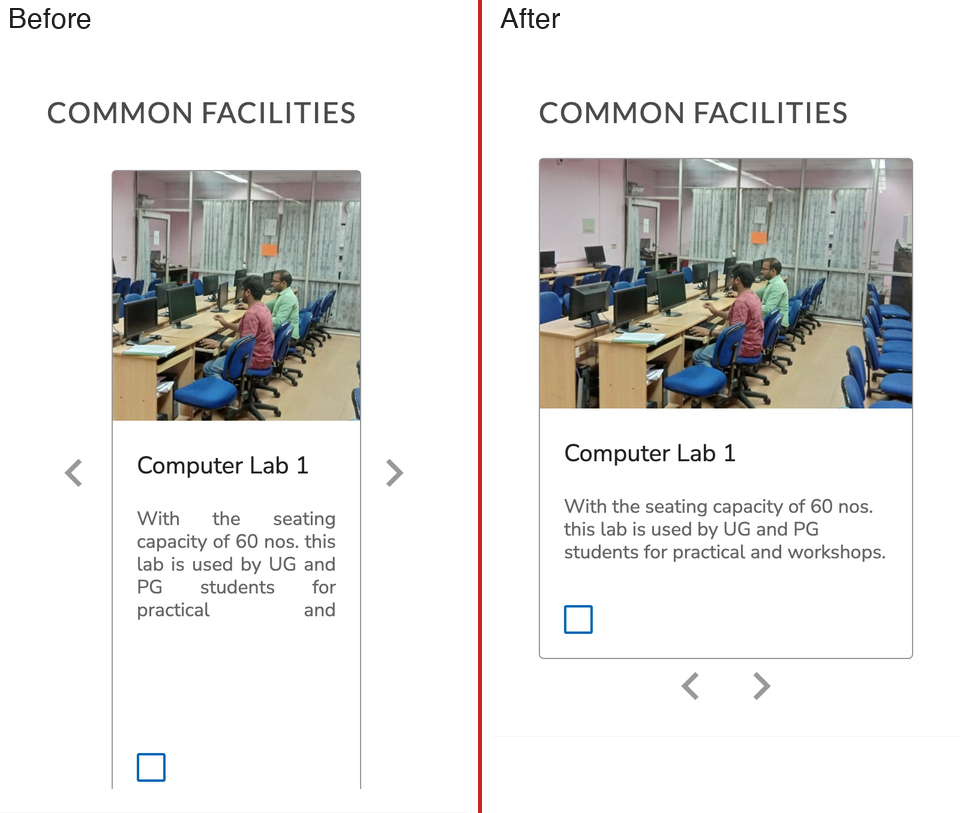 Before
COMMON FACILITIES
Computer Lab 1
With the seating
capacity of 60 nos. this
lab is used by UG and
PG students for
practical and
After
COMMON FACILITIES
Computer Lab 1
With the seating capacity of 60 nos.
this lab is used by UG and PG
students for practical and workshops.